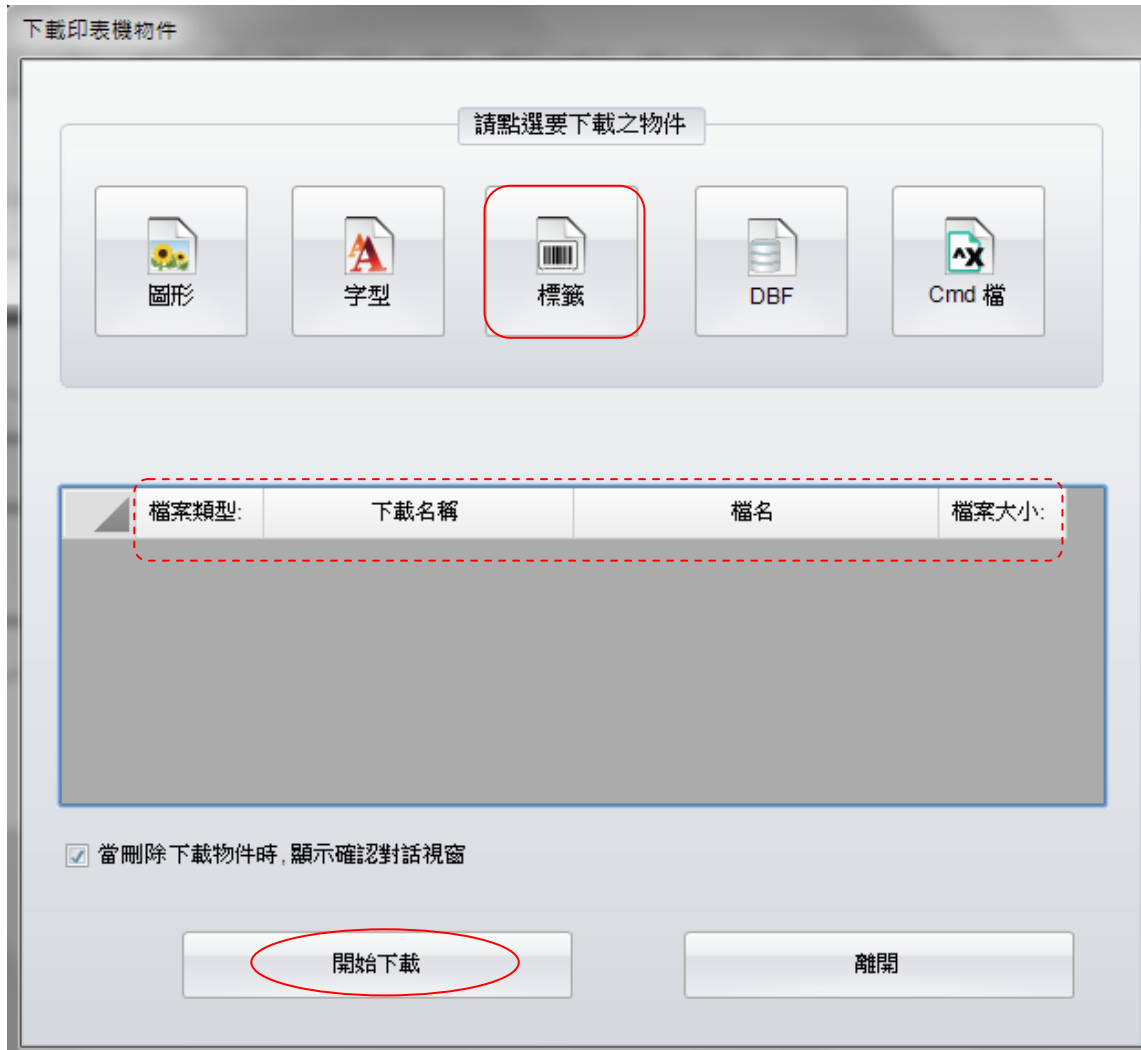 下載印表機物件
請點選要下載之物件
圖形
字型
標籤
DBF
^X
Cmd 檔
檔案類型: 下載名稱 檔名 檔案大小:
當刪除下載物件時,顯示確認對話視窗
開始下載
離開